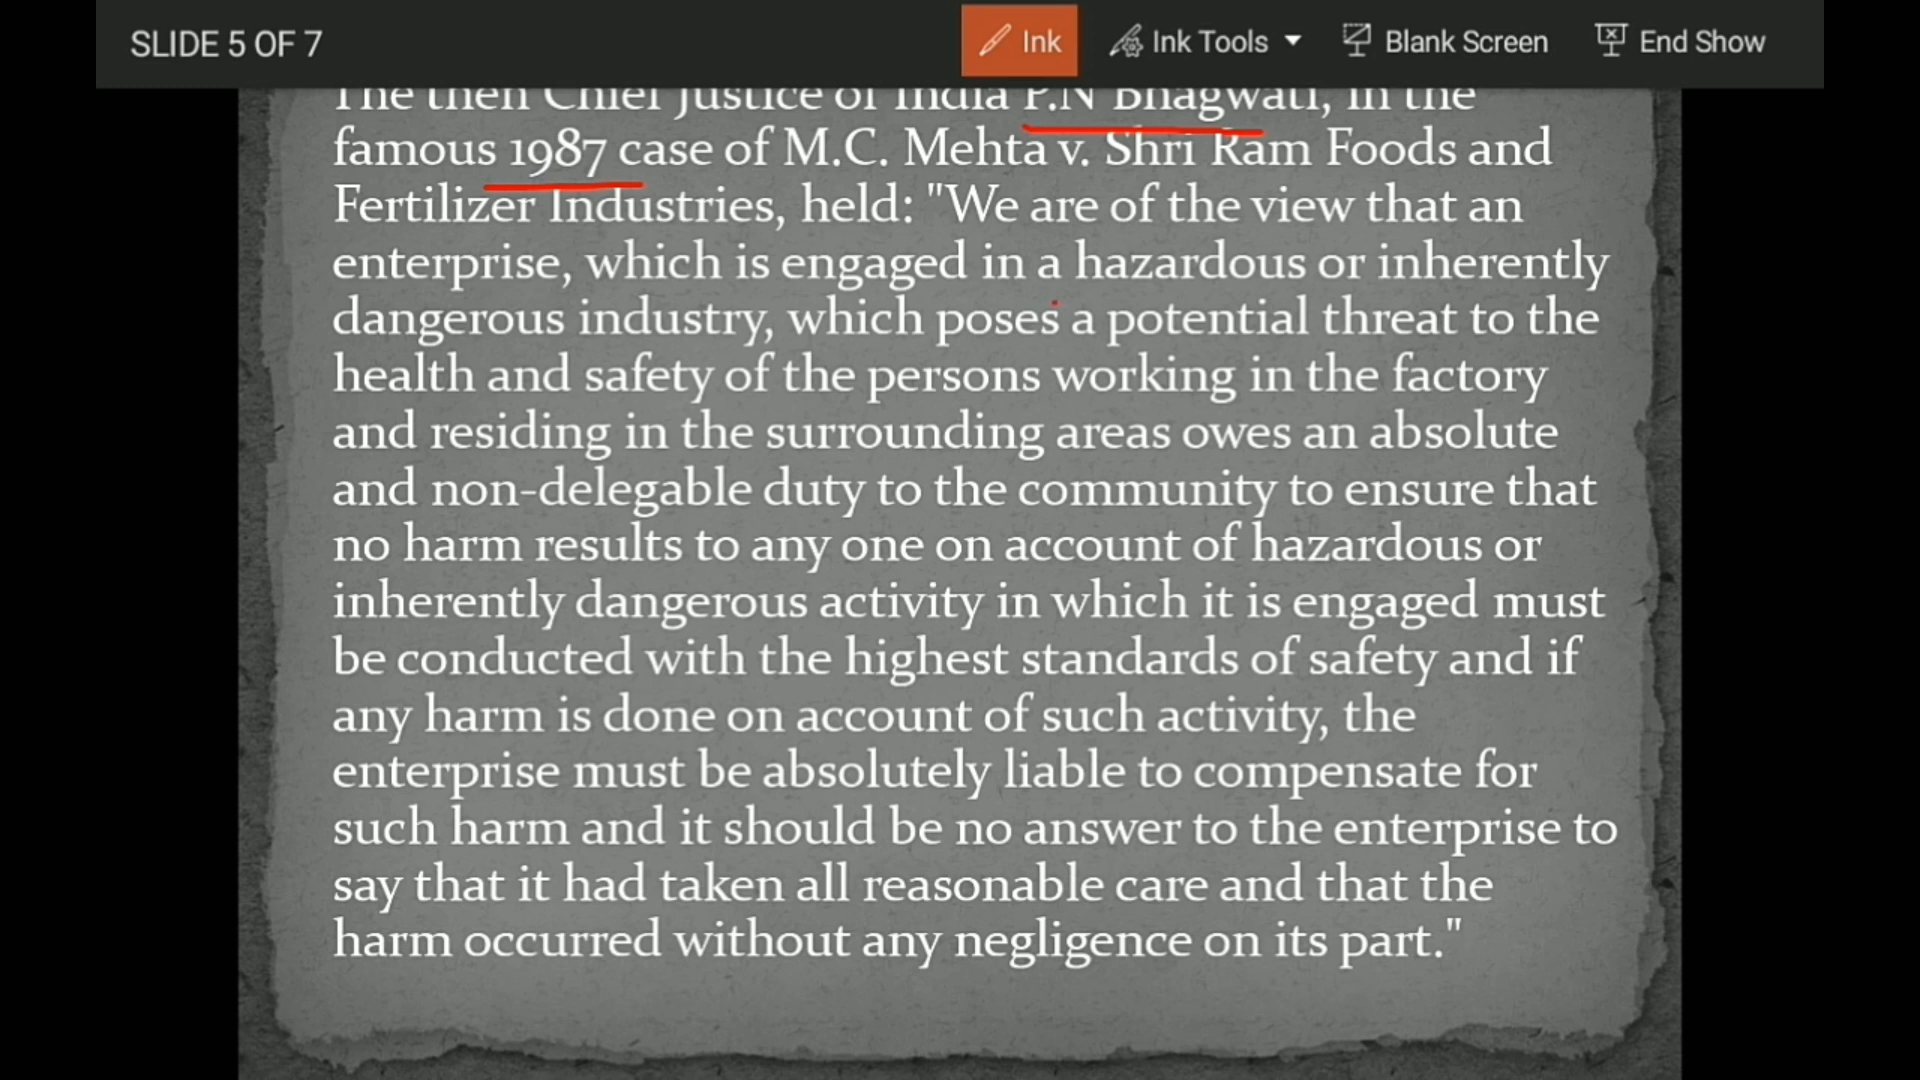 SLIDE 5 OF 7
Ink
Ink Tools
Blank Screen
End Show
The then Chief Justice of India P.N Bhagwati, in the
famous 1987 case of M.C. Mehta v. Shri Ram Foods and
Fertilizer Industries, held: "We are of the view that an
enterprise, which is engaged in a hazardous or inherently
dangerous industry, which poses a potential threat to the
health and safety of the persons working in the factory
and residing in the surrounding areas owes an absolute
and non-delegable duty to the community to ensure that
no harm results to any one on account of hazardous or
inherently dangerous activity in which it is engaged must
be conducted with the highest standards of safety and if
any harm is done on account of such activity, the
enterprise must be absolutely liable to compensate for
such harm and it should be no answer to the enterprise to
say that it had taken all reasonable care and that the
harm occurred without any negligence on its part."